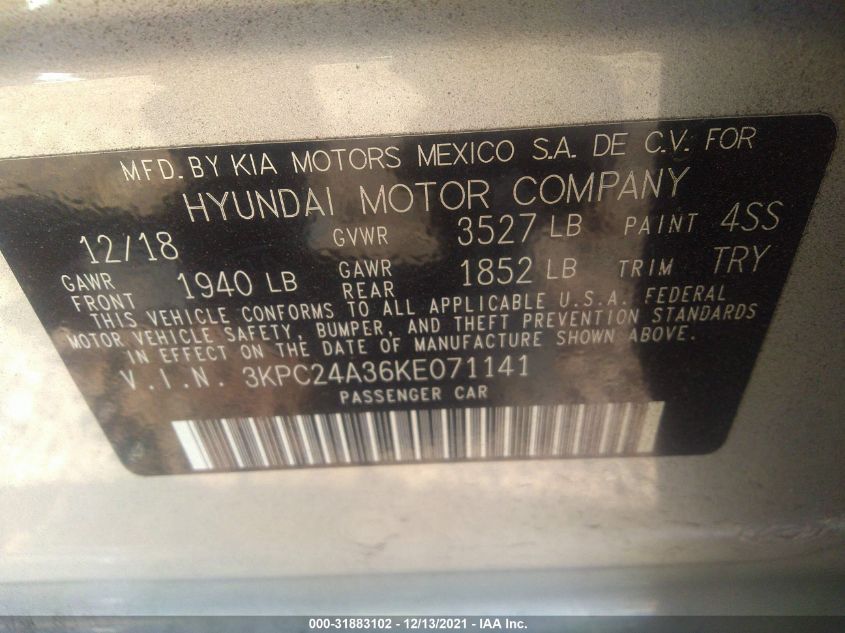 MFD. BY KIA MOTORS MEXICO S.A. DE C.V. FOR
HYUNDAI MOTOR COMPANY
12/18 GVWR 3527 LB PAINT 4SS
GAWR FRONT 1940 LB GAWR REAR 1852 LB TRIM TRY
THIS VEHICLE CONFORMS TO ALL APPLICABLE U.S.A. FEDERAL
MOTOR VEHICLE SAFETY, BUMPER, AND THEFT PREVENTION STANDARDS
IN EFFECT ON THE DATE OF MANUFACTURE SHOWN ABOVE.
V.I.N. 3KPC24A36KE071141
PASSENGER CAR
000-31883102 - 12/13/2021 - IAA Inc.